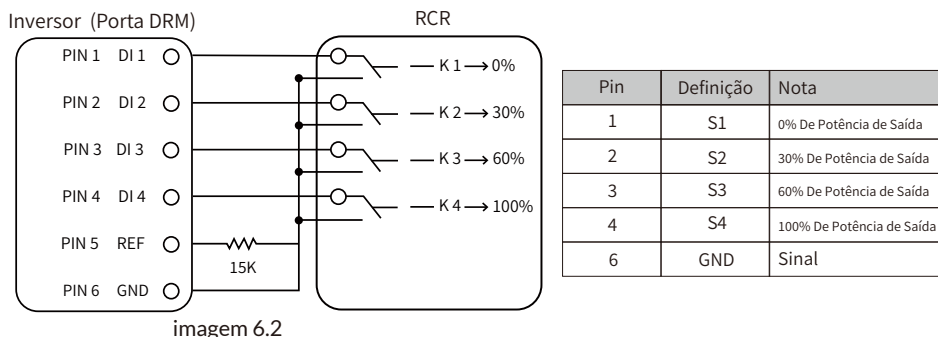 Inversor (Porta DRM)
RCR
PIN 1 DI 1
PIN 2 DI 2
PIN 3 DI 3
PIN 4 DI 4
PIN 5 REF
PIN 6 GND
15K
K 1 → 0%
K 2 → 30%
K 3 → 60%
K 4 → 100%
imagem 6.2
Pin Definição Nota
1 S1 0% De Potência de Saída
2 S2 30% De Potência de Saída
3 S3 60% De Potência de Saída
4 S4 100% De Potência de Saída
6 GND Sinal